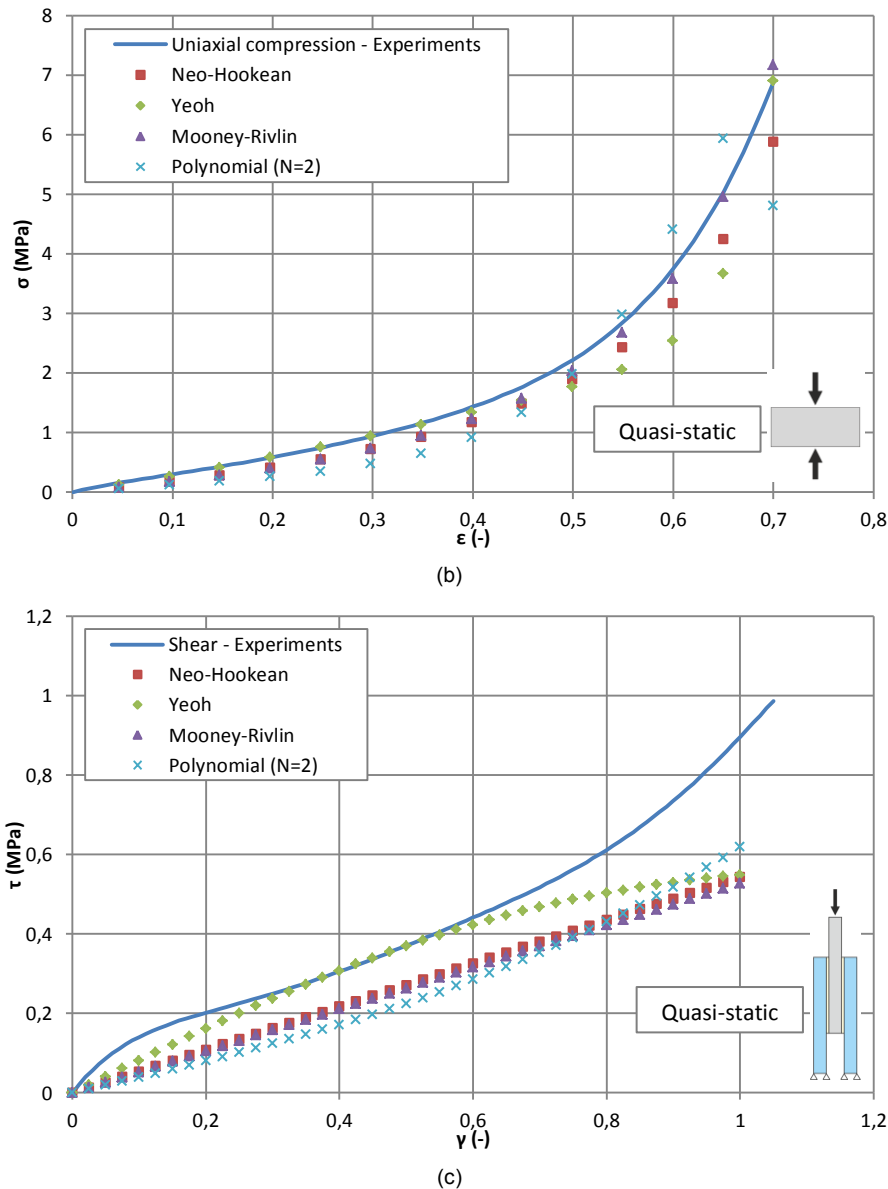 8
7
6
5
4
3
2
1
0
σ (MPa)
Uniaxial compression - Experiments
Neo-Hookean
Yeoh
Mooney-Rivlin
Polynomial (N=2)
Quasi-static
0 0,1 0,2 0,3 0,4 0,5 0,6 0,7 0,8
ε (-)
(b)
1,2
1
0,8
0,6
0,4
0,2
0
τ (MPa)
Shear - Experiments
Neo-Hookean
Yeoh
Mooney-Rivlin
Polynomial (N=2)
Quasi-static
0 0,2 0,4 0,6 0,8 1 1,2
γ (-)
(c)